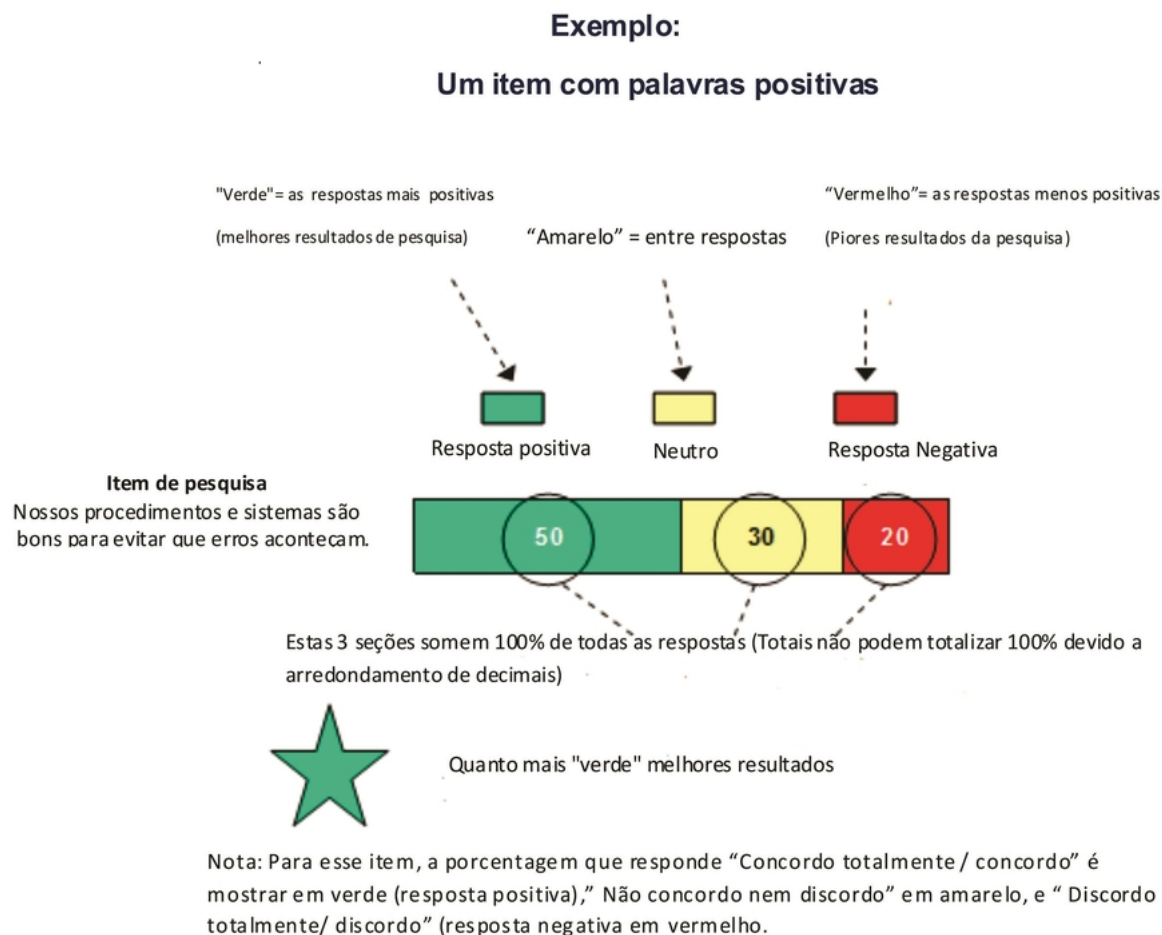 Exemplo:
Um item com palavras positivas
"Verde"= as respostas mais positivas
(melhores resultados de pesquisa)
“Amarelo” = entre respostas
“Vermelho”= as respostas menos positivas
(Piores resultados da pesquisa)
Resposta positiva
Neutro
Resposta Negativa
Item de pesquisa
Nossos procedimentos e sistemas são
bons para evitar que erros aconteçam.
50
30
20
Estas 3 seções somem 100% de todas as respostas (Totais não podem totalizar 100% devido a
arredondamento de decimais)
Quanto mais "verde" melhores resultados
Nota: Para esse item, a porcentagem que responde “Concordo totalmente / concordo” é
mostrar em verde (resposta positiva),” Não concordo nem discordo” em amarelo, e “ Discordo
totalmente/ discordo” (resposta negativa em vermelho.